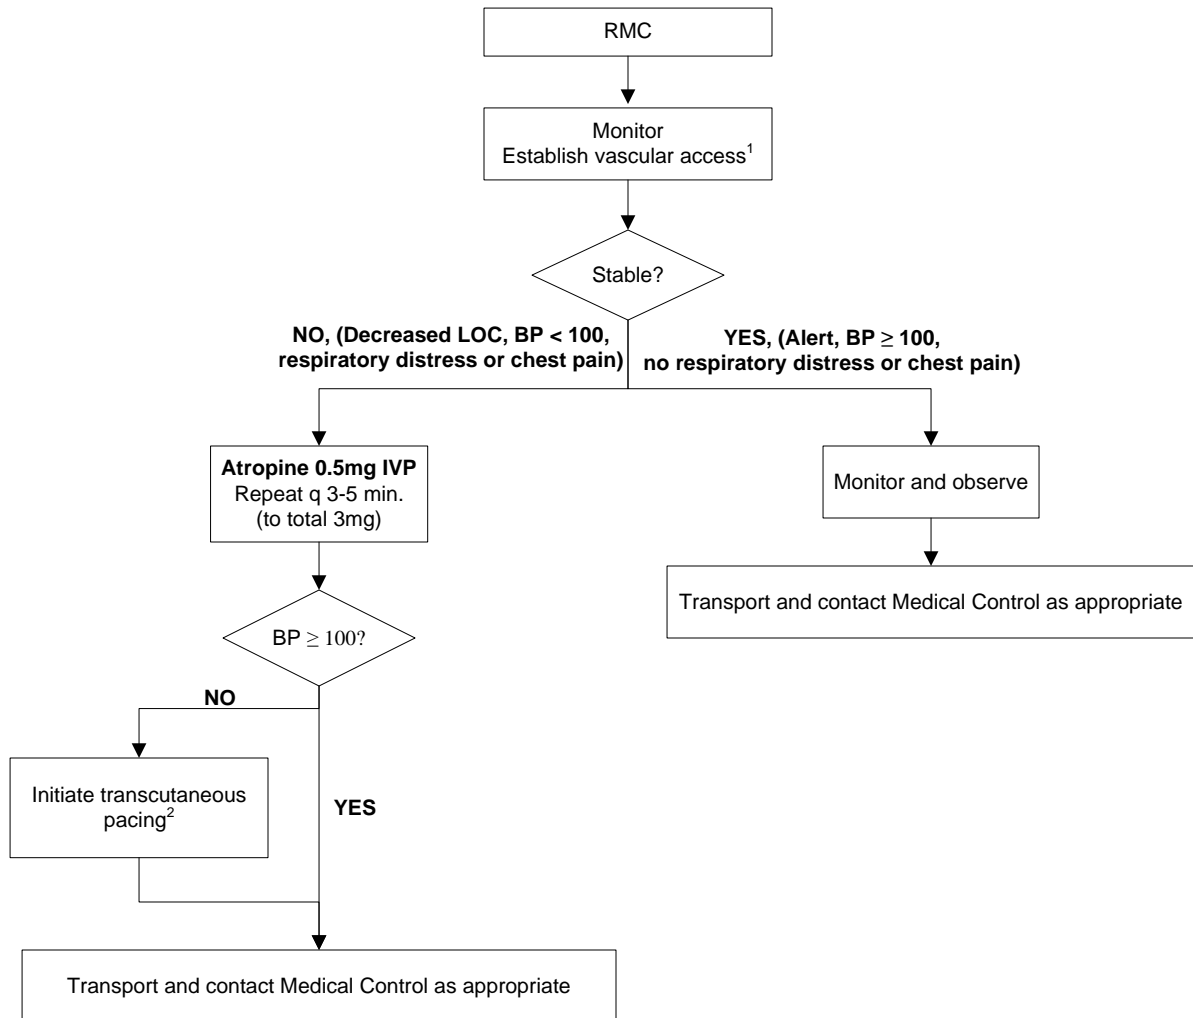 RMC
Monitor
Establish vascular access¹
Stable?
NO, (Decreased LOC, BP < 100,
respiratory distress or chest pain)
YES, (Alert, BP ≥ 100,
no respiratory distress or chest pain)
Atropine 0.5mg IVP
Repeat q 3-5 min.
(to total 3mg)
Monitor and observe
Transport and contact Medical Control as appropriate
BP ≥ 100?
NO
Initiate transcutaneous
pacing²
YES
Transport and contact Medical Control as appropriate